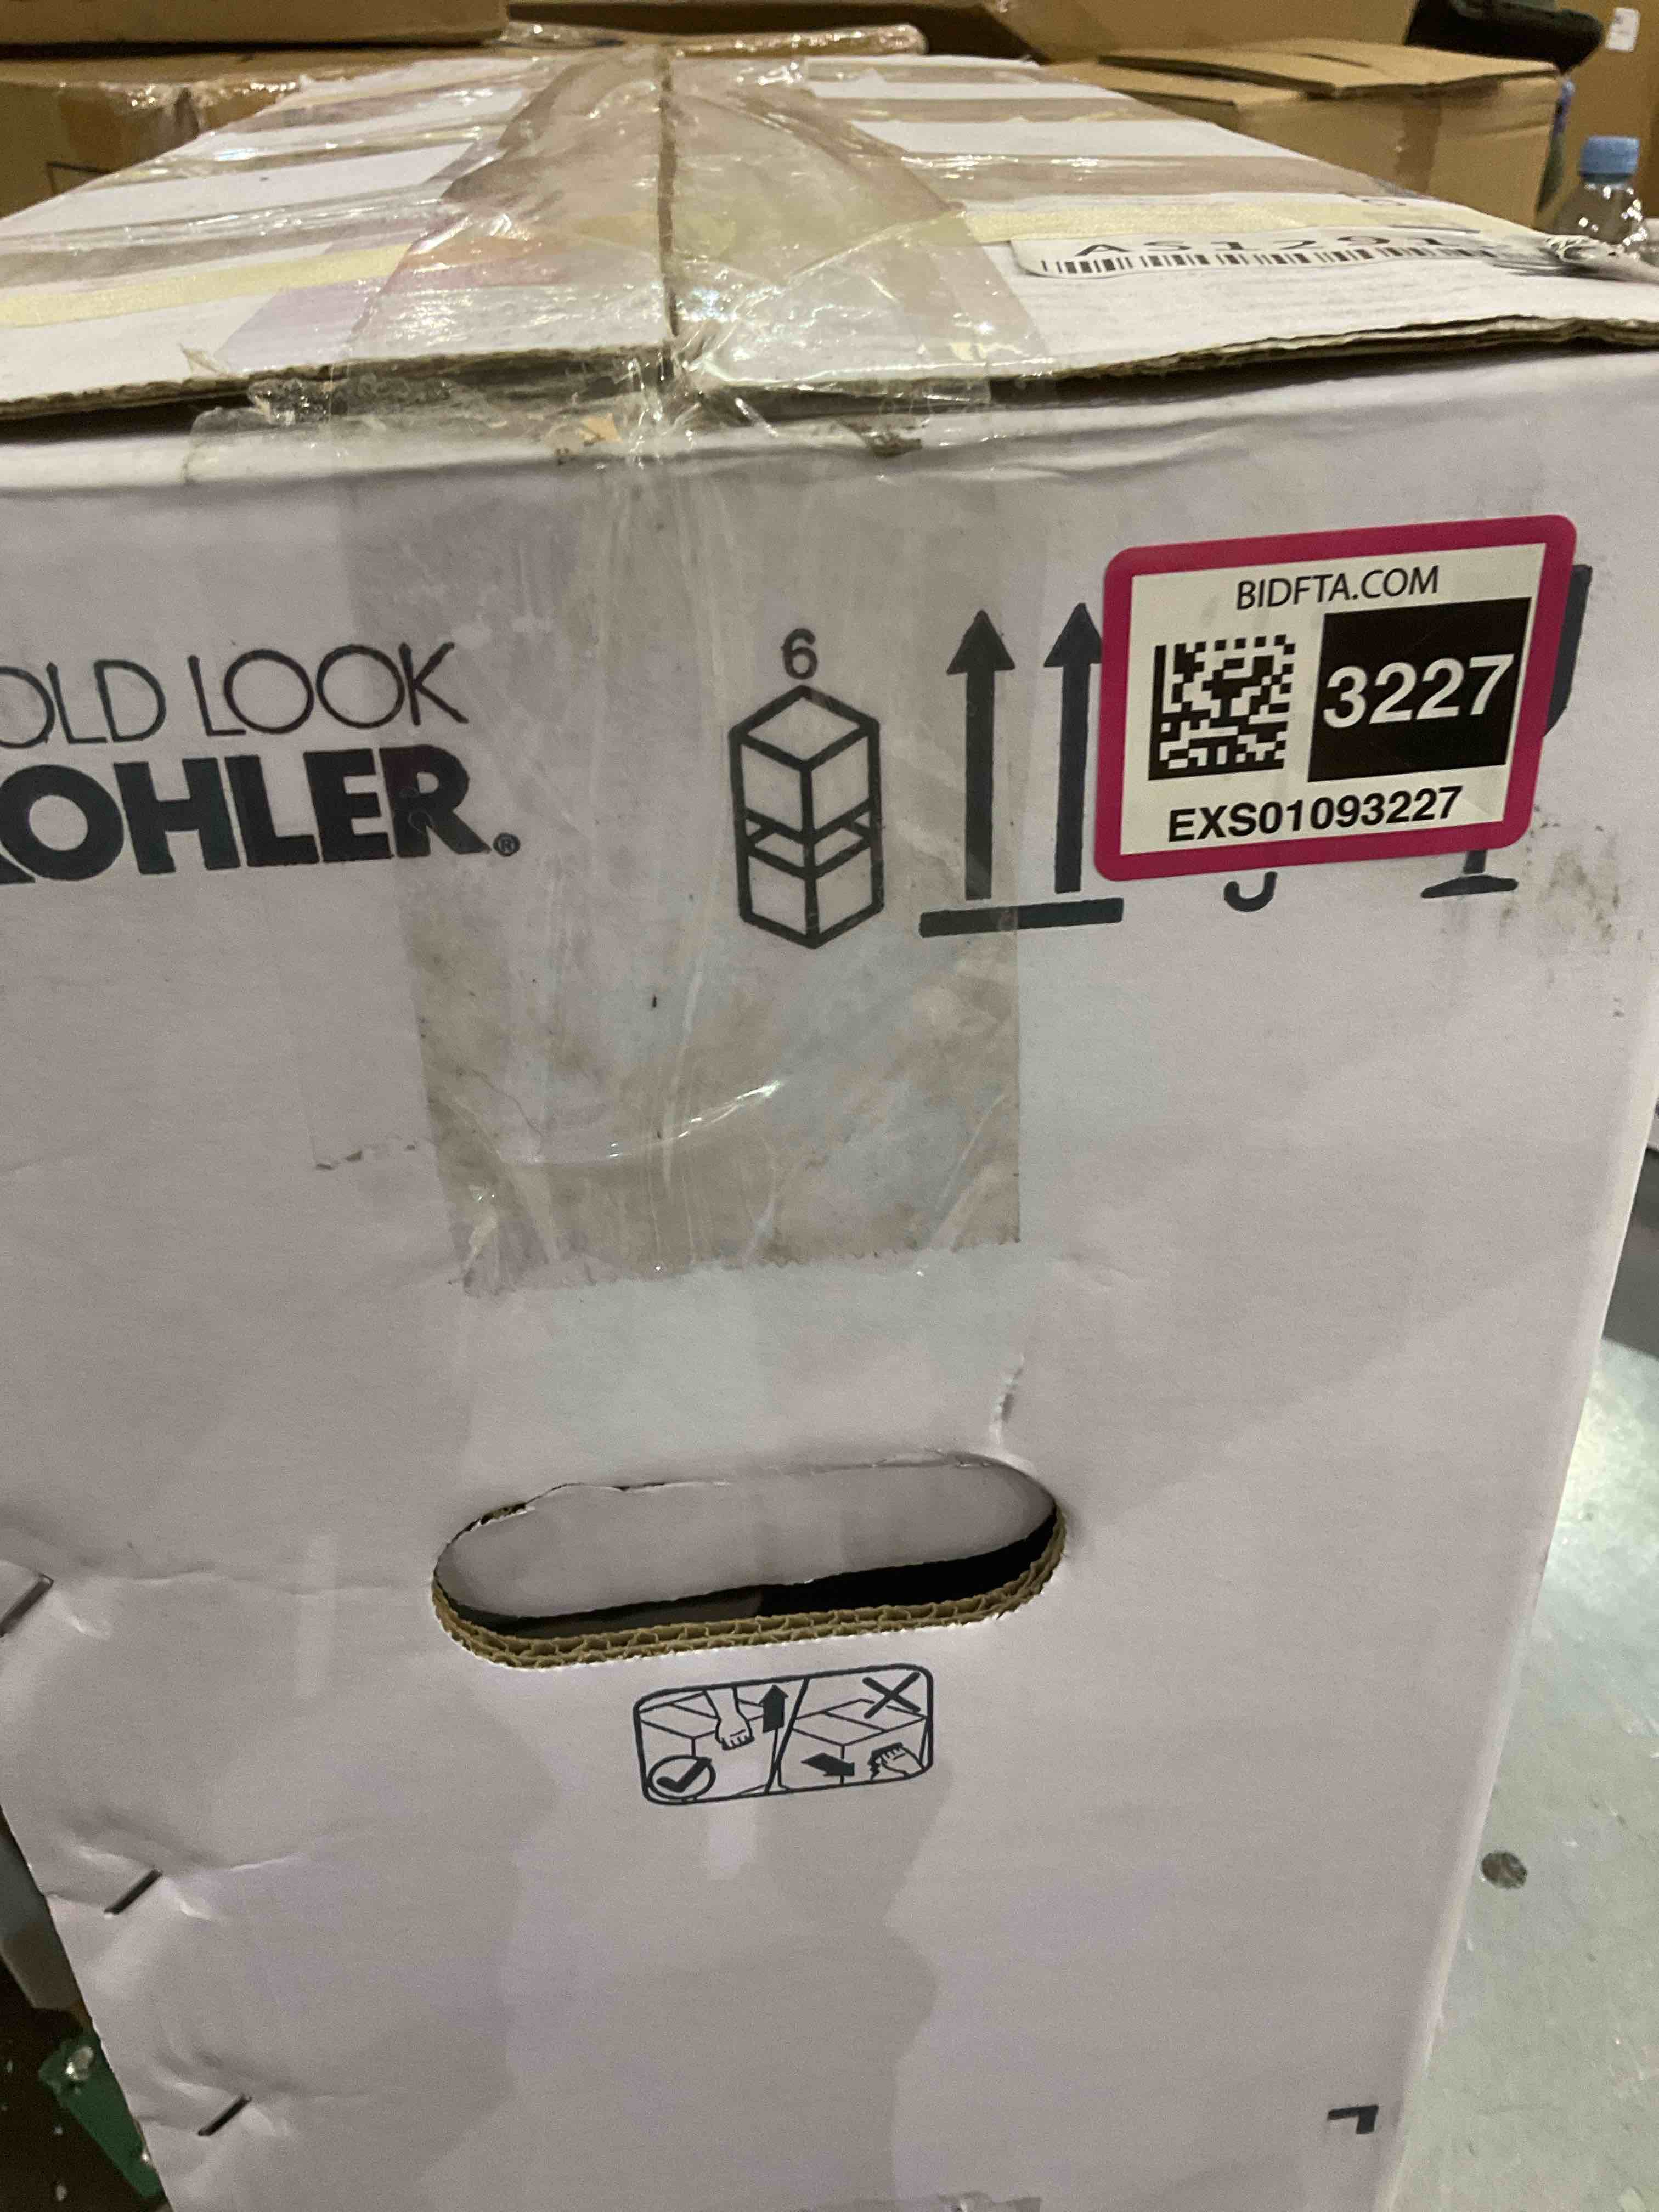 BIDFTA.COM
3227
EXS01093227
6
OLD LOOK
OHLER®